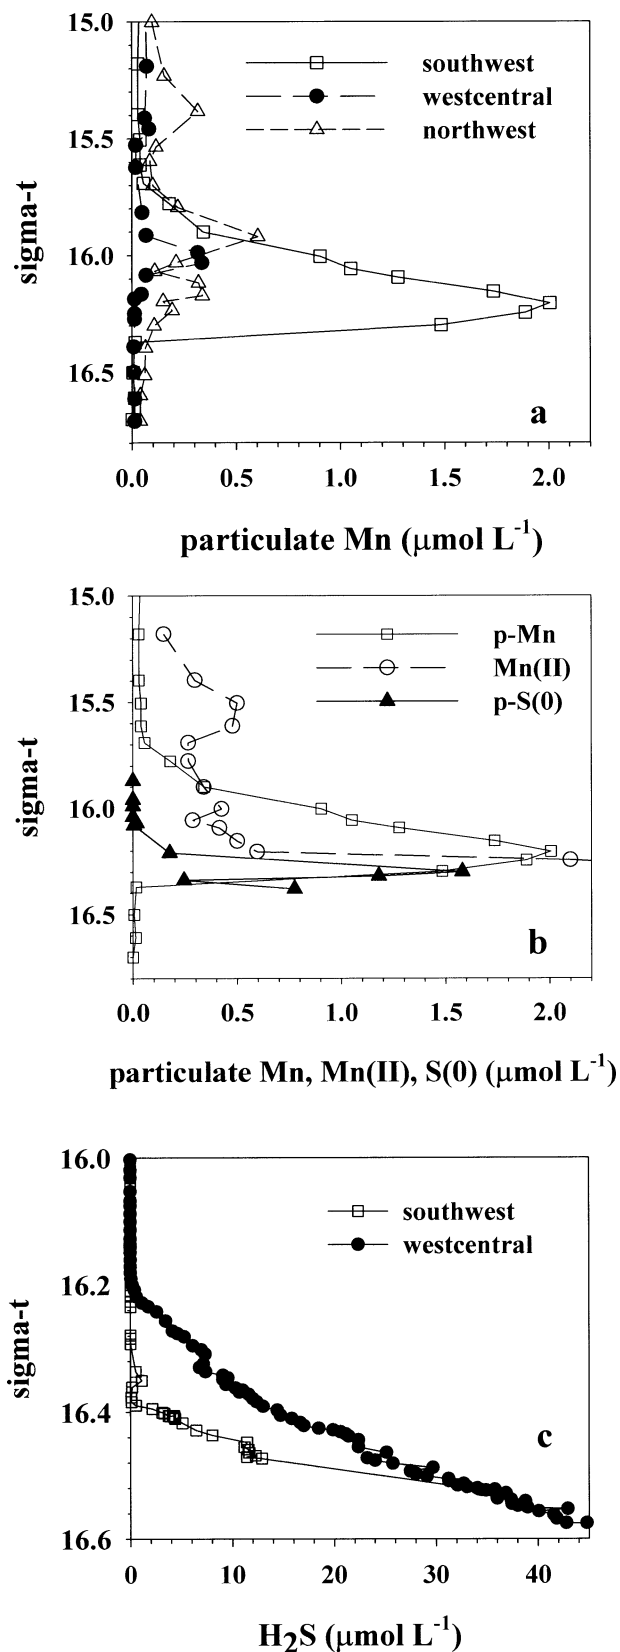 15.0
southwest
westcentral
northwest
15.5
sigma-t
16.0
16.5
a
0.0 0.5 1.0 1.5 2.0
particulate Mn (μmol L⁻¹)
15.0
p-Mn
Mn(II)
p-S(0)
15.5
sigma-t
16.0
16.5
b
0.0 0.5 1.0 1.5 2.0
particulate Mn, Mn(II), S(0) (μmol L⁻¹)
16.0
southwest
westcentral
16.2
sigma-t
16.4
c
16.6
0 10 20 30 40
H₂S (μmol L⁻¹)